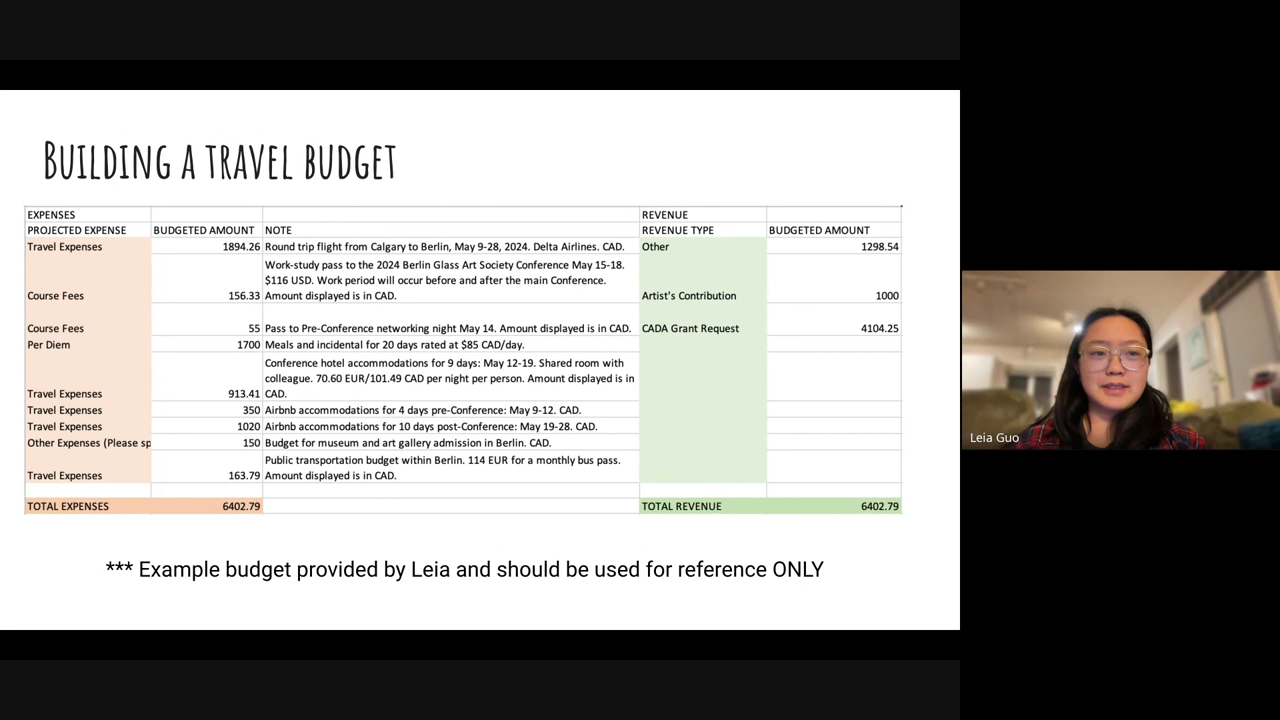 Building a travel budget
EXPENSES REVENUE
PROJECTED EXPENSE BUDGETED AMOUNT NOTE REVENUE TYPE BUDGETED AMOUNT
Travel Expenses 1894.26 Round trip flight from Calgary to Berlin, May 9-28, 2024. Delta Airlines. CAD. Other 1298.54
Work-study pass to the 2024 Berlin Glass Art Society Conference May 15-18.
$116 USD. Work period will occur before and after the main Conference.
Course Fees 156.33 Amount displayed is in CAD. Artist's Contribution 1000
Course Fees 55 Pass to Pre-Conference networking night May 14. Amount displayed is in CAD. CADA Grant Request 4104.25
Per Diem 1700 Meals and incidental for 20 days rated at $85 CAD/day.
Conference hotel accommodations for 9 days: May 12-19. Shared room with
colleague. 70.60 EUR/101.49 CAD per night per person. Amount displayed is in
Travel Expenses 913.41 CAD.
Travel Expenses 350 Airbnb accommodations for 4 days pre-Conference: May 9-12. CAD.
Travel Expenses 1020 Airbnb accommodations for 10 days post-Conference: May 19-28. CAD.
Other Expenses (Please sp 150 Budget for museum and art gallery admission in Berlin. CAD.
Public transportation budget within Berlin. 114 EUR for a monthly bus pass.
Travel Expenses 163.79 Amount displayed is in CAD.
TOTAL EXPENSES 6402.79 TOTAL REVENUE 6402.79
*** Example budget provided by Leia and should be used for reference ONLY
Leia Guo